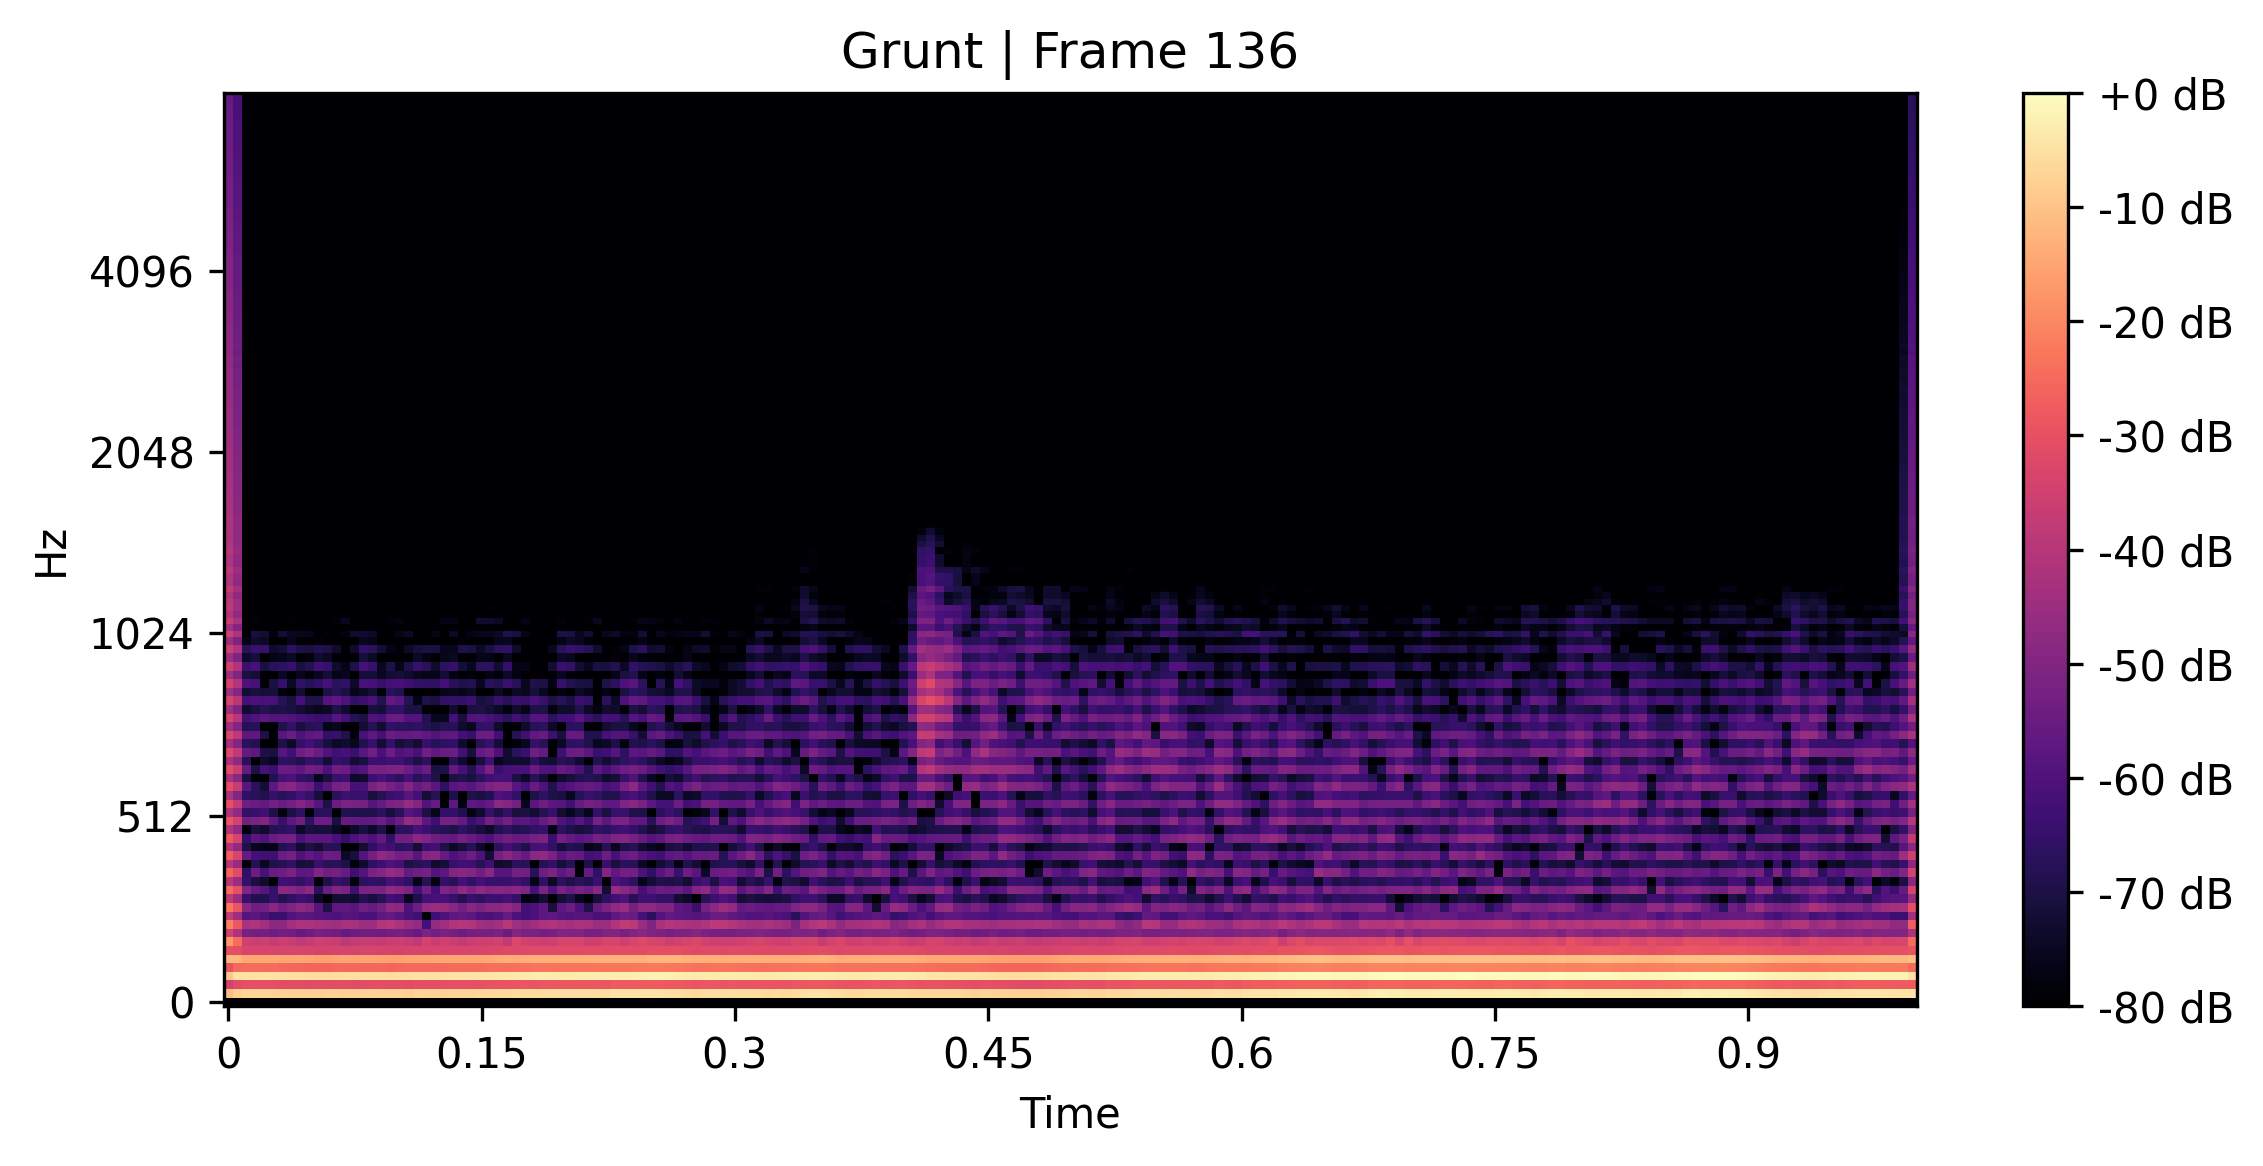 Grunt | Frame 136
+0 dB
-10 dB
-20 dB
-30 dB
-40 dB
-50 dB
-60 dB
-70 dB
-80 dB
Hz
4096
2048
1024
512
0
0 0.15 0.3 0.45 0.6 0.75 0.9
Time